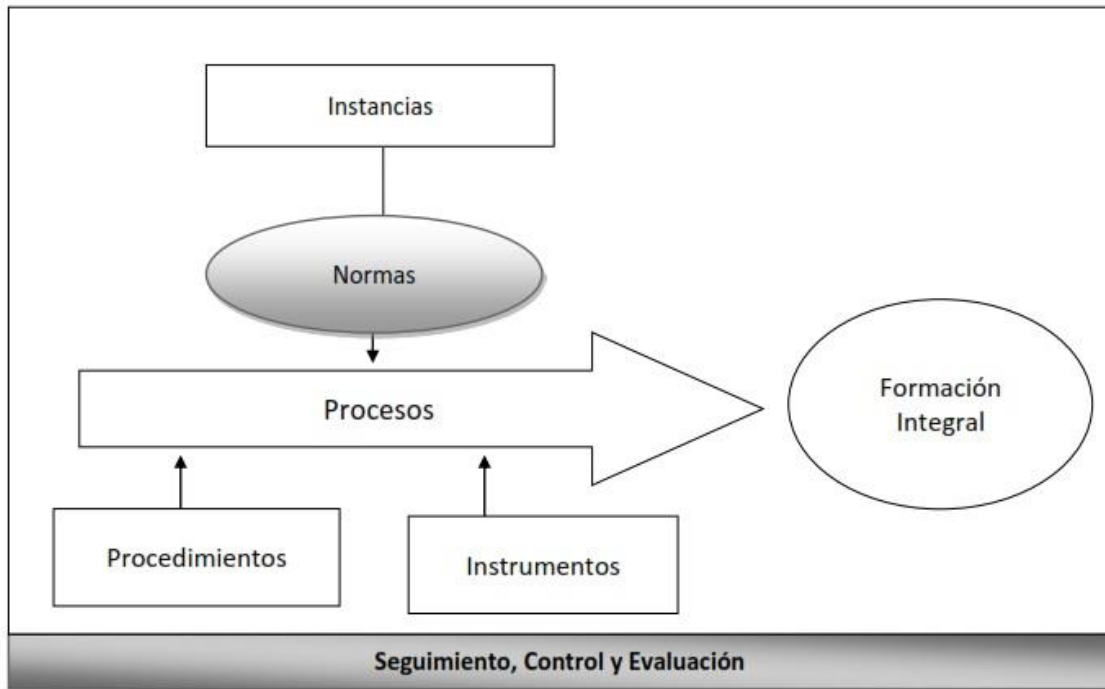 Instancias
Normas
Procesos
Formación
Integral
Procedimientos
Instrumentos
Seguimiento, Control y Evaluación